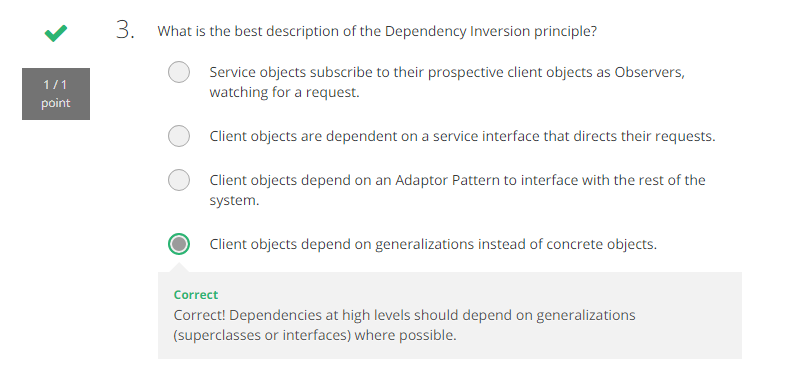 3. What is the best description of the Dependency Inversion principle?
1 / 1
point
Service objects subscribe to their prospective client objects as Observers,
watching for a request.
Client objects are dependent on a service interface that directs their requests.
Client objects depend on an Adaptor Pattern to interface with the rest of the
system.
Client objects depend on generalizations instead of concrete objects.
Correct
Correct! Dependencies at high levels should depend on generalizations
(superclasses or interfaces) where possible.